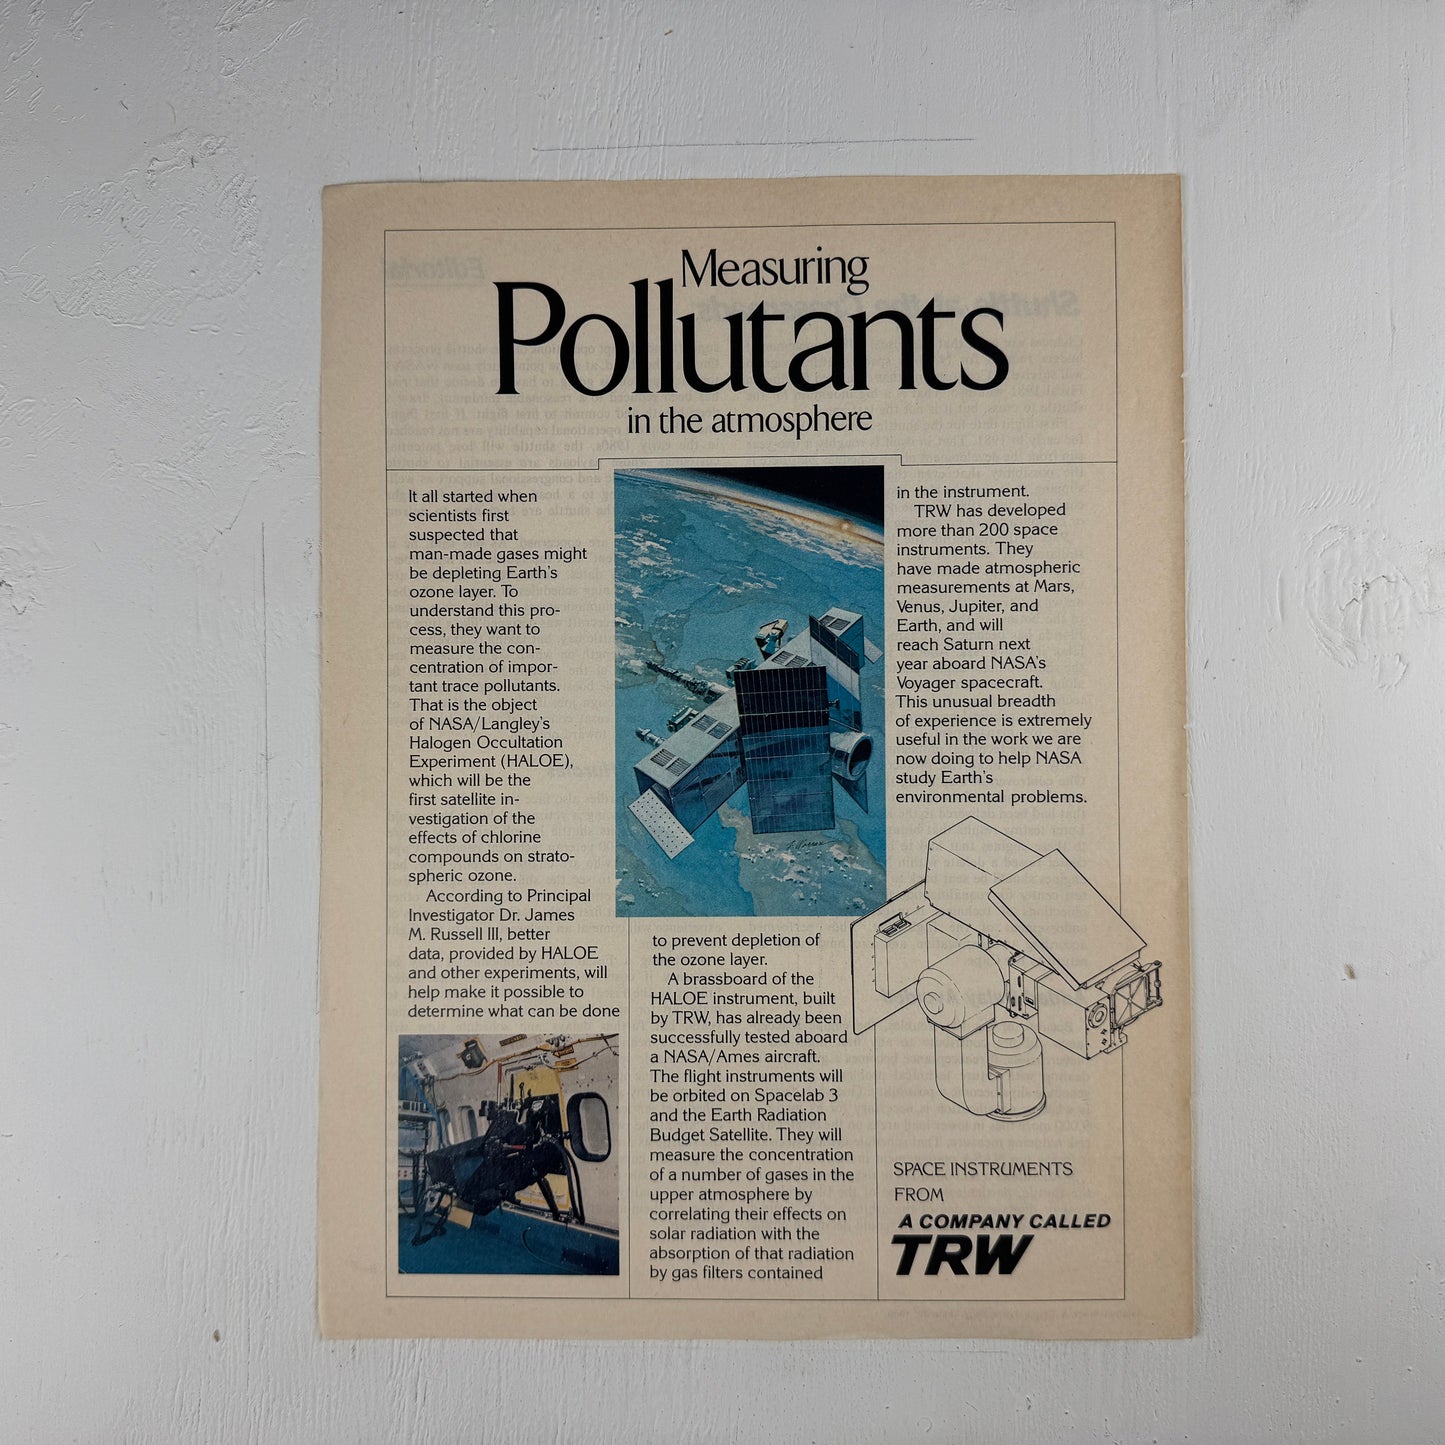 Measuring
Pollutants
in the atmosphere
It all started when
scientists first
suspected that
man-made gases might
be depleting Earth's
ozone layer. To
understand this pro-
cess, they want to
measure the con-
centration of impor-
tant trace pollutants.
That is the object
of NASA/Langley's
Halogen Occultation
Experiment (HALOE),
which will be the
first satellite in-
vestigation of the
effects of chlorine
compounds on strato-
spheric ozone.
According to Principal
Investigator Dr. James
M. Russell III, better
data, provided by HALOE
and other experiments, will
help make it possible to
determine what can be done
to prevent depletion of
the ozone layer.
A brassboard of the
HALOE instrument, built
by TRW, has already been
successfully tested aboard
a NASA/Ames aircraft.
The flight instruments will
be orbited on Spacelab 3
and the Earth Radiation
Budget Satellite. They will
measure the concentration
of a number of gases in the
upper atmosphere by
correlating their effects on
solar radiation with the
absorption of that radiation
by gas filters contained
in the instrument.
TRW has developed
more than 200 space
instruments. They
have made atmospheric
measurements at Mars,
Venus, Jupiter, and
Earth, and will
reach Saturn next
year aboard NASA's
Voyager spacecraft.
This unusual breadth
of experience is extremely
useful in the work we are
now doing to help NASA
study Earth's
environmental problems.
SPACE INSTRUMENTS
FROM
A COMPANY CALLED
TRW